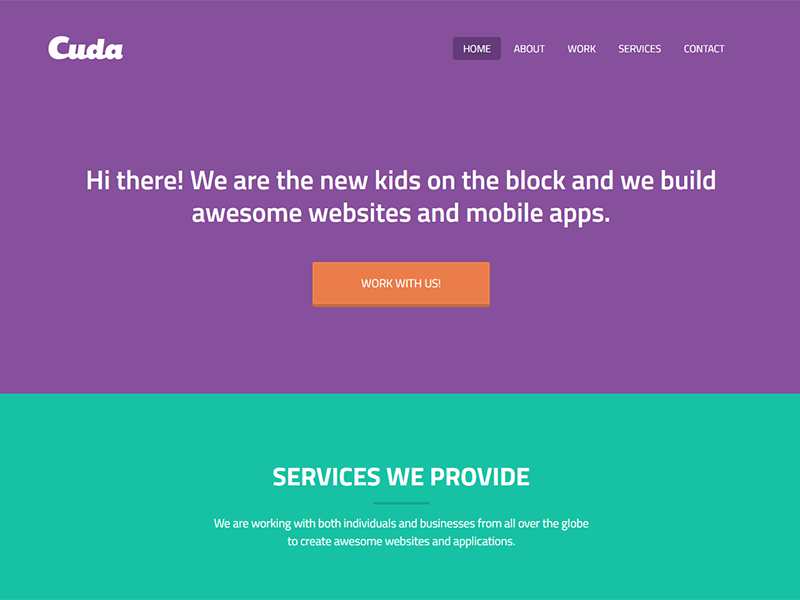 Cuda
HOME ABOUT WORK SERVICES CONTACT
Hi there! We are the new kids on the block and we build
awesome websites and mobile apps.
WORK WITH US!
SERVICES WE PROVIDE
We are working with both individuals and businesses from all over the globe
to create awesome websites and applications.